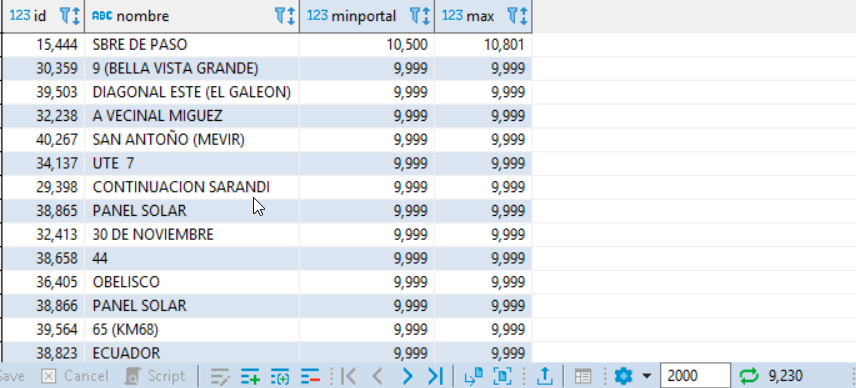 123 id ABC nombre 123 minportal 123 max
15,444 SBRE DE PASO 10,500 10,801
30,359 9 (BELLA VISTA GRANDE) 9,999 9,999
39,503 DIAGONAL ESTE (EL GALEON) 9,999 9,999
32,238 A VECINAL MIGUEZ 9,999 9,999
40,267 SAN ANTOÑO (MEVIR) 9,999 9,999
34,137 UTE  7 9,999 9,999
29,398 CONTINUACION SARANDI 9,999 9,999
38,865 PANEL SOLAR 9,999 9,999
32,413 30 DE NOVIEMBRE 9,999 9,999
38,658 44 9,999 9,999
36,405 OBELISCO 9,999 9,999
38,866 PANEL SOLAR 9,999 9,999
39,564 65 (KM68) 9,999 9,999
38,823 ECUADOR 9,999 9,999
Save Cancel Script 2000 9,230